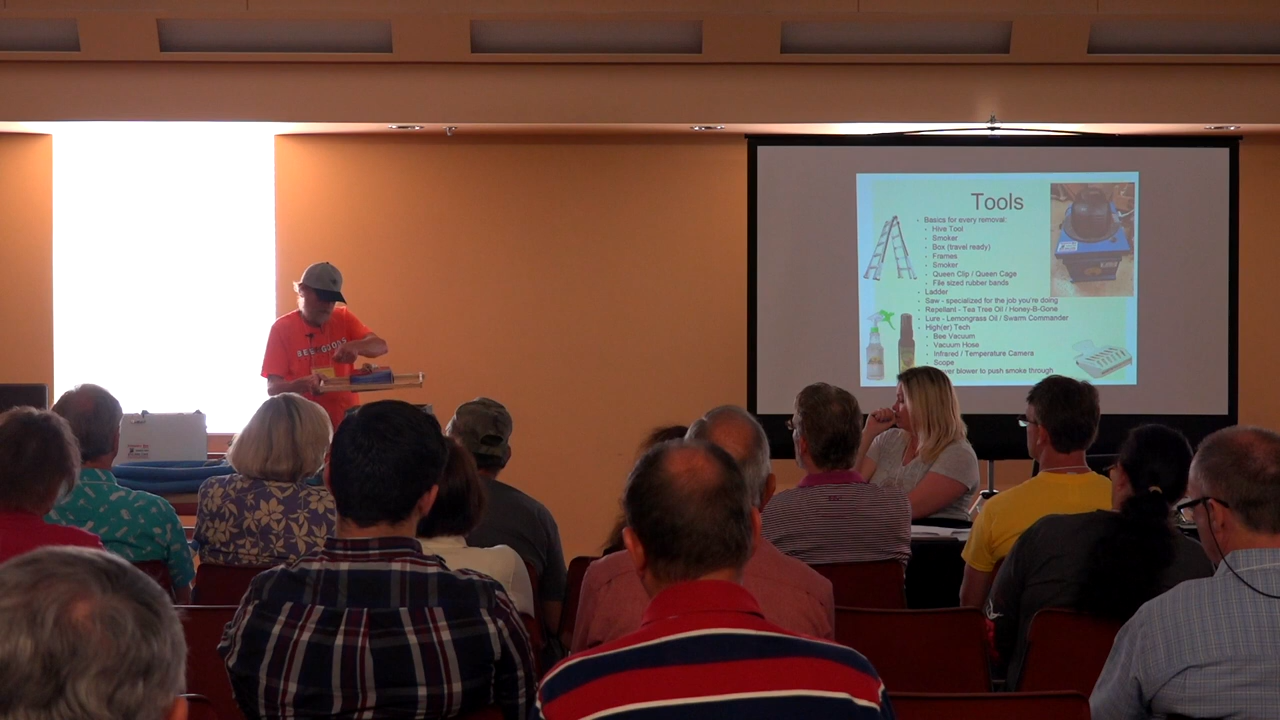 Tools
• Basics for every removal:
• Hive Tool
• Smoker
• Box (travel ready)
• Frames
• Smoker
• Queen Clip / Queen Cage
• File sized rubber bands
• Ladder
• Saw - specialized for the job you're doing
• Repellant - Tea Tree Oil / Honey-B-Gone
• Lure - Lemongrass Oil / Swarm Commander
• High(er) Tech
• Bee Vacuum
• Vacuum Hose
• Infrared / Temperature Camera
• Scope
blower to push smoke through